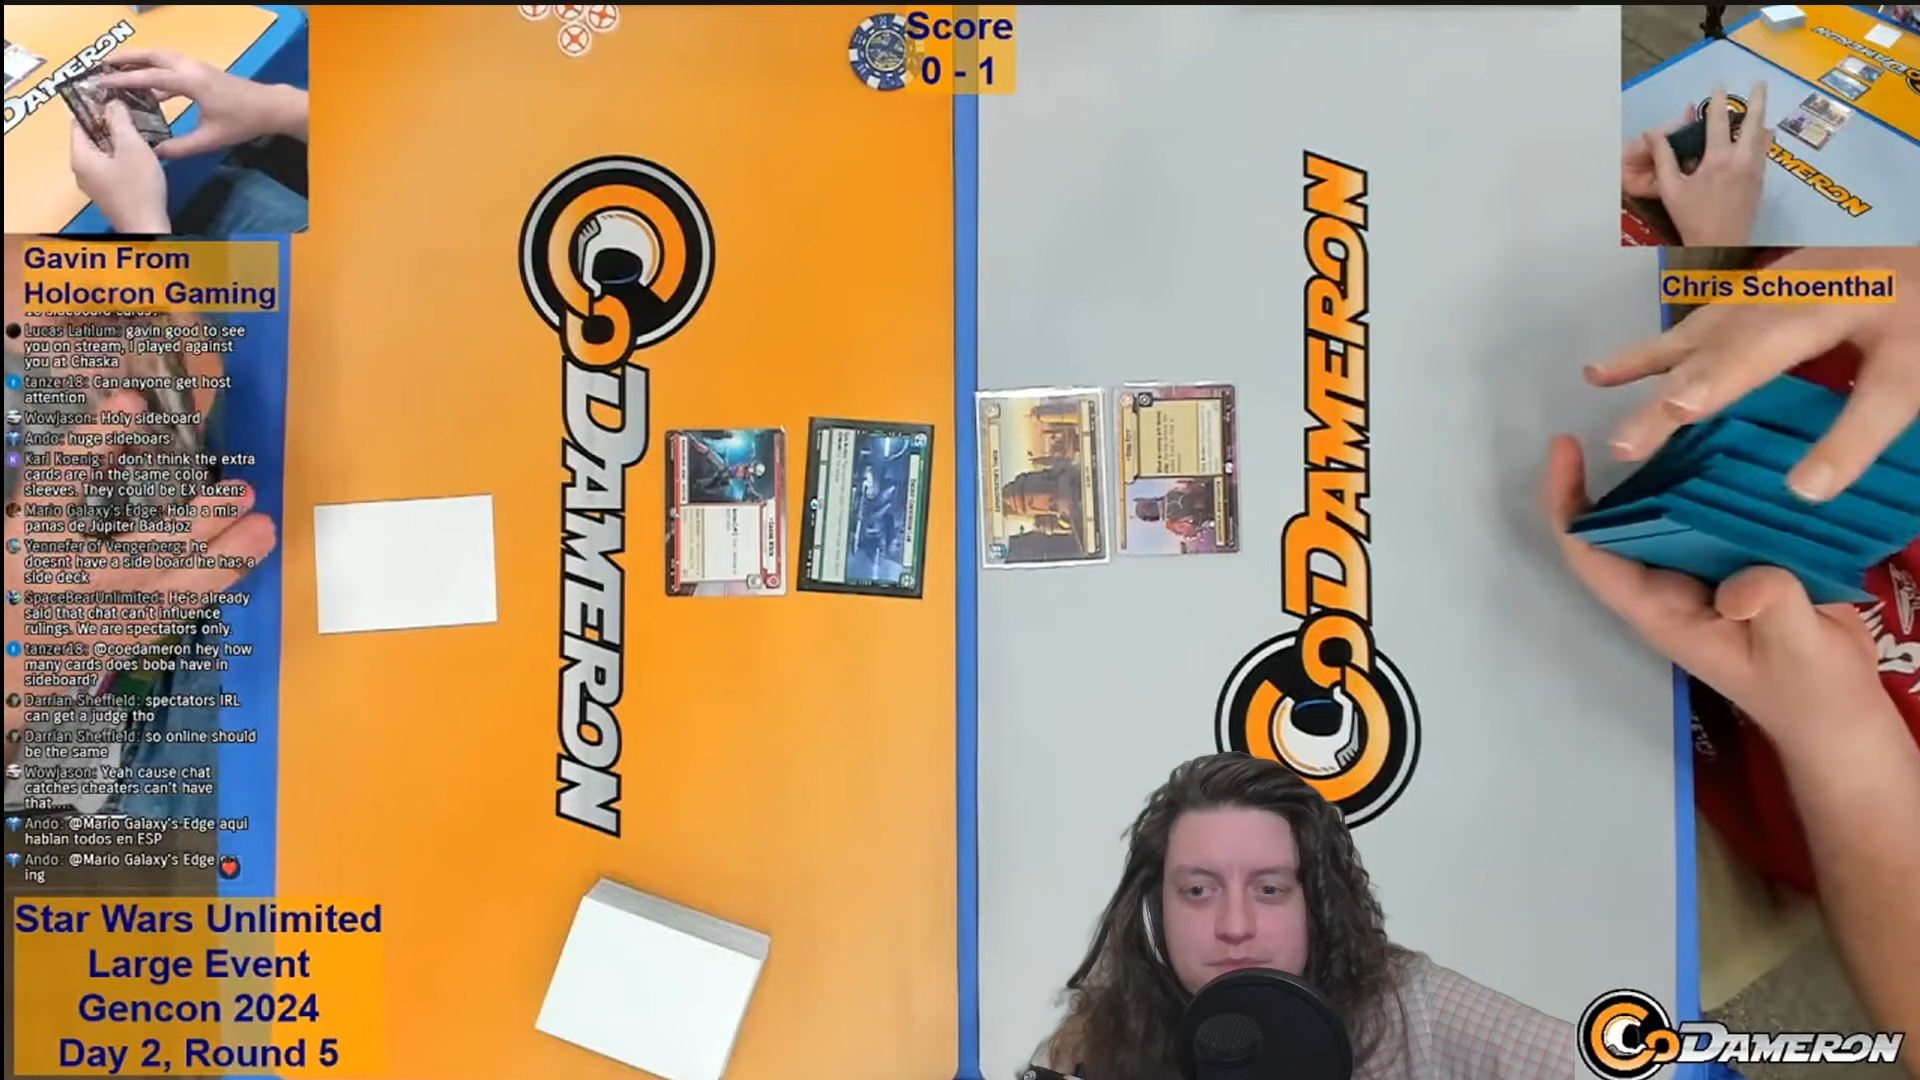 DAMERON
Score
0 - 1
DAMERON
DAMERON
Gavin From
Holocron Gaming
Chris Schoenthal
Lucas Lahlum: gavin good to see
you on stream, I played against
you at Chaska
tanzer18: Can anyone get host
attention
WowJason: Holy sideboard
Ando: huge sideboars
Karl Koenig: I don't think the extra
cards are in the same color
sleeves. They could be EX tokens
Mario Galaxy's Edge: Hola a mis
panas de Júpiter Badajoz
Yennefer of Vengerberg: he
doesnt have a side board he has a
side deck
SpaceBearUnlimited: He's already
said that chat can't influence
rulings. We are spectators only.
tanzer18: @coedameron hey how
many cards does boba have in
sideboard?
Darrian Sheffield: spectators IRL
can get a judge tho
Darrian Sheffield: so online should
be the same
WowJason: Yeah cause chat
catches cheaters can't have
that....
Ando: @Mario Galaxy's Edge aqui
hablan todos en ESP
Ando: @Mario Galaxy's Edge
ing
DAMERON
DAMERON
Star Wars Unlimited
Large Event
Gencon 2024
Day 2, Round 5
DAMERON